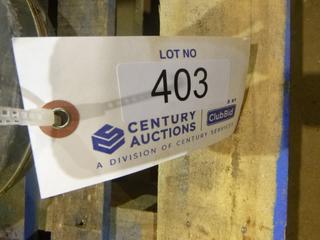 LOT NO
403
CENTURY
AUCTIONS
ClubBid
A DIVISION OF CENTURY SERVICES